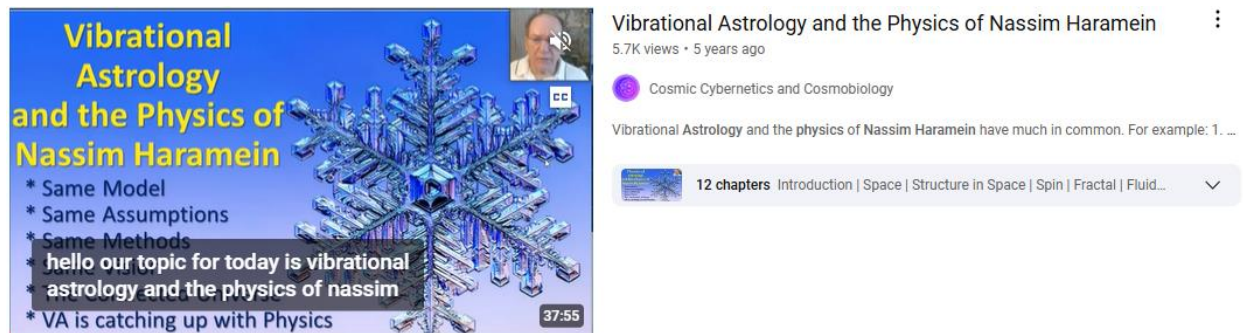 Vibrational
Astrology
and the Physics of
Nassim Haramein
* Same Model
* Same Assumptions
* Same Methods
hello our topic for today is vibrational
astrology and the physics of nassim
* VA is catching up with Physics
CC
37:55
Vibrational Astrology and the Physics of Nassim Haramein
5.7K views • 5 years ago
Cosmic Cybernetics and Cosmobiology
Vibrational Astrology and the physics of Nassim Haramein have much in common. For example: 1. ...
12 chapters Introduction | Space | Structure in Space | Spin | Fractal | Fluid...